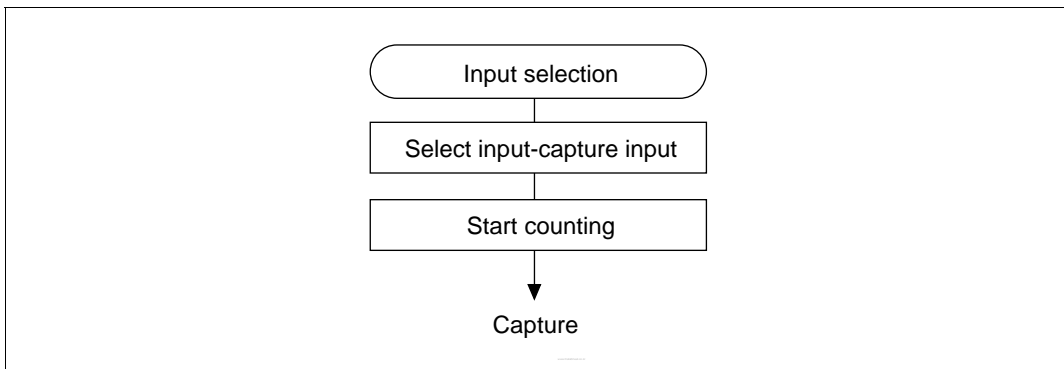 Input selection
Select input-capture input
Start counting
Capture